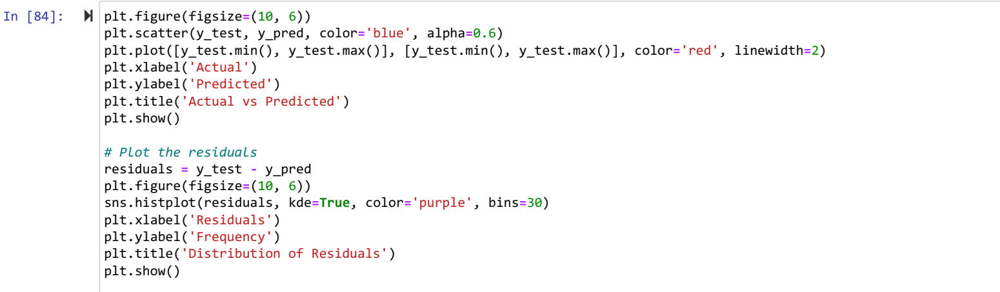 In [84]:
plt.figure(figsize=(10, 6))
plt.scatter(y_test, y_pred, color='blue', alpha=0.6)
plt.plot([y_test.min(), y_test.max()], [y_test.min(), y_test.max()], color='red', linewidth=2)
plt.xlabel('Actual')
plt.ylabel('Predicted')
plt.title('Actual vs Predicted')
plt.show()

# Plot the residuals
residuals = y_test - y_pred
plt.figure(figsize=(10, 6))
sns.histplot(residuals, kde=True, color='purple', bins=30)
plt.xlabel('Residuals')
plt.ylabel('Frequency')
plt.title('Distribution of Residuals')
plt.show()